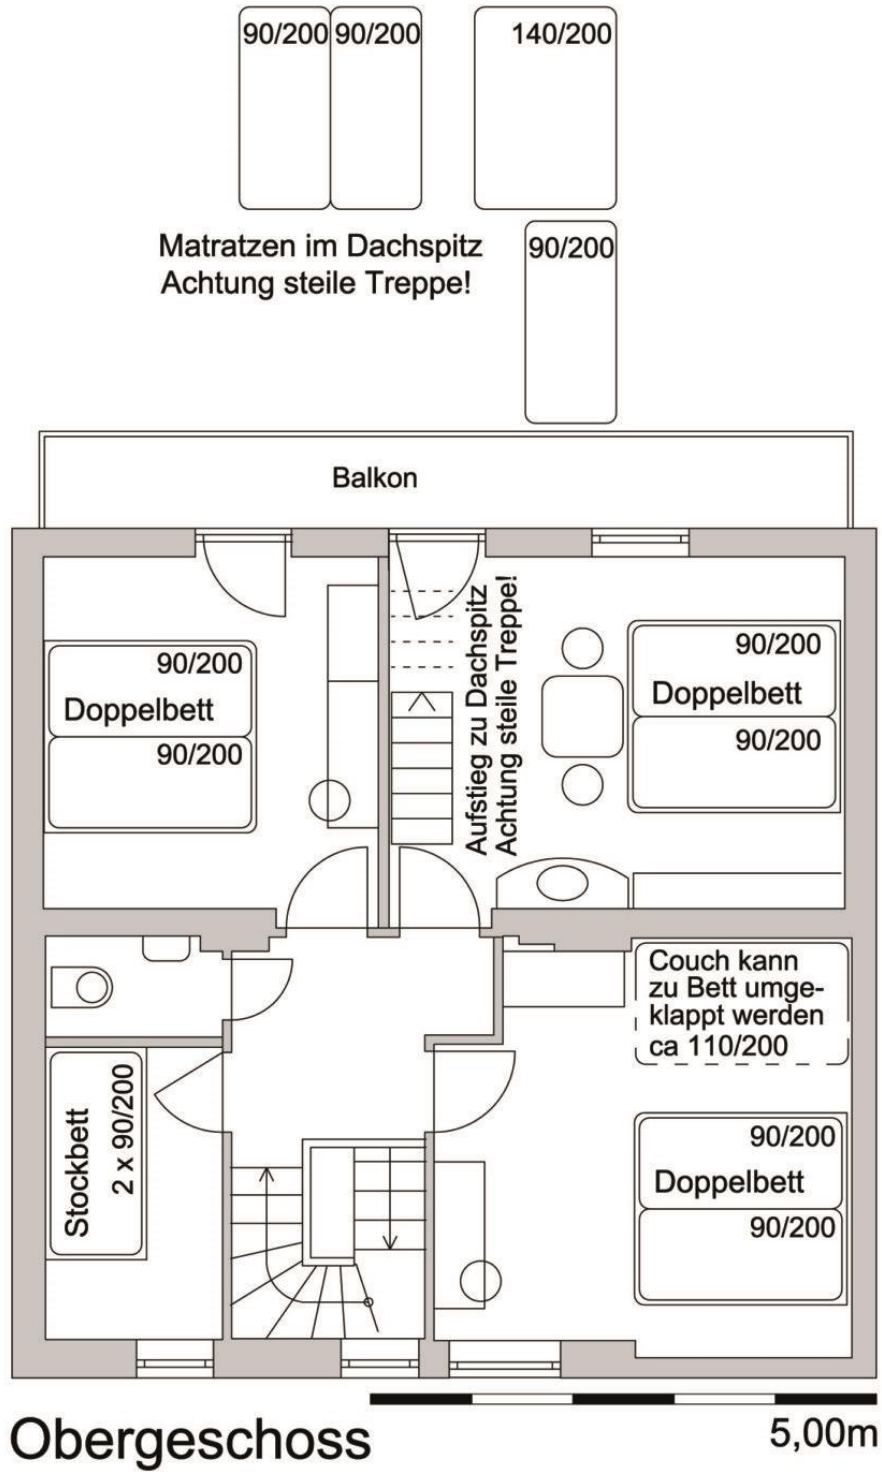 90/200 90/200 140/200
Matratzen im Dachspitz
Achtung steile Treppe!
90/200
Balkon
90/200
Doppelbett
90/200
Aufstieg zu Dachspitz
Achtung steile Treppe!
90/200
Doppelbett
90/200
Couch kann
zu Bett umge-
klappt werden
ca 110/200
Stockbett
2 x 90/200
90/200
Doppelbett
90/200
Obergeschoss
5,00m